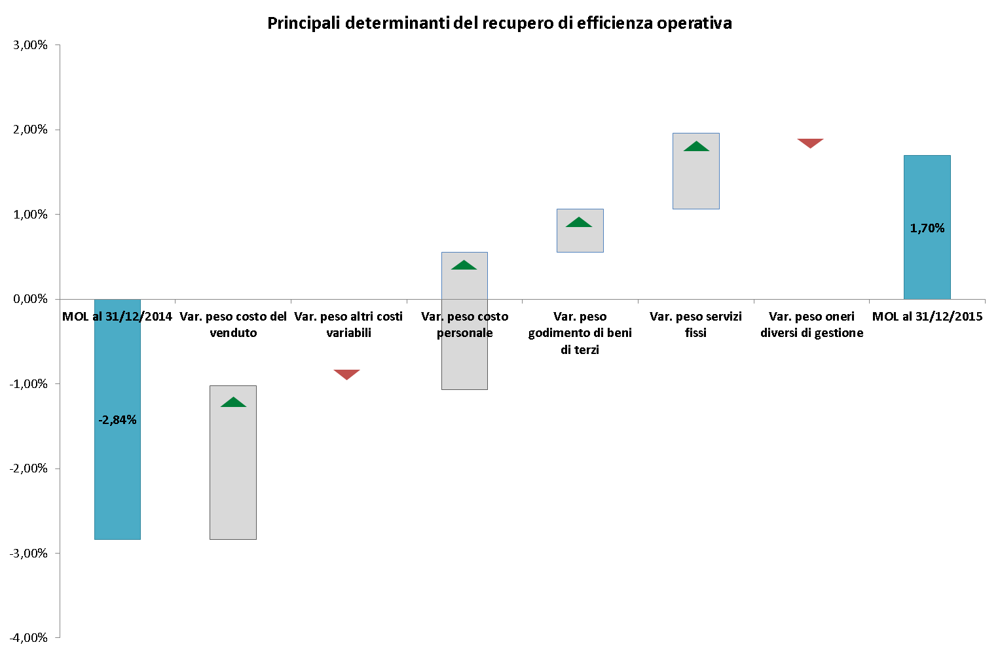 Principali determinanti del recupero di efficienza operativa
3,00%
2,00%
1,00%
0,00%
-1,00%
-2,00%
-3,00%
-4,00%
MOL al 31/12/2014
Var. peso costo del
venduto
Var. peso altri costi
variabili
Var. peso costo
personale
Var. peso
godimento di beni
di terzi
Var. peso servizi
fissi
Var. peso oneri
diversi di gestione
MOL al 31/12/2015
-2,84%
1,70%